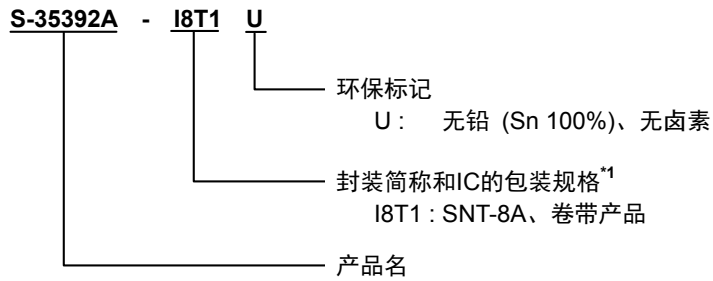 S-35392A - I8T1 U
环保标记
U : 无铅 (Sn 100%)、无卤素
封装简称和IC的包装规格*1
I8T1 : SNT-8A、卷带产品
产品名